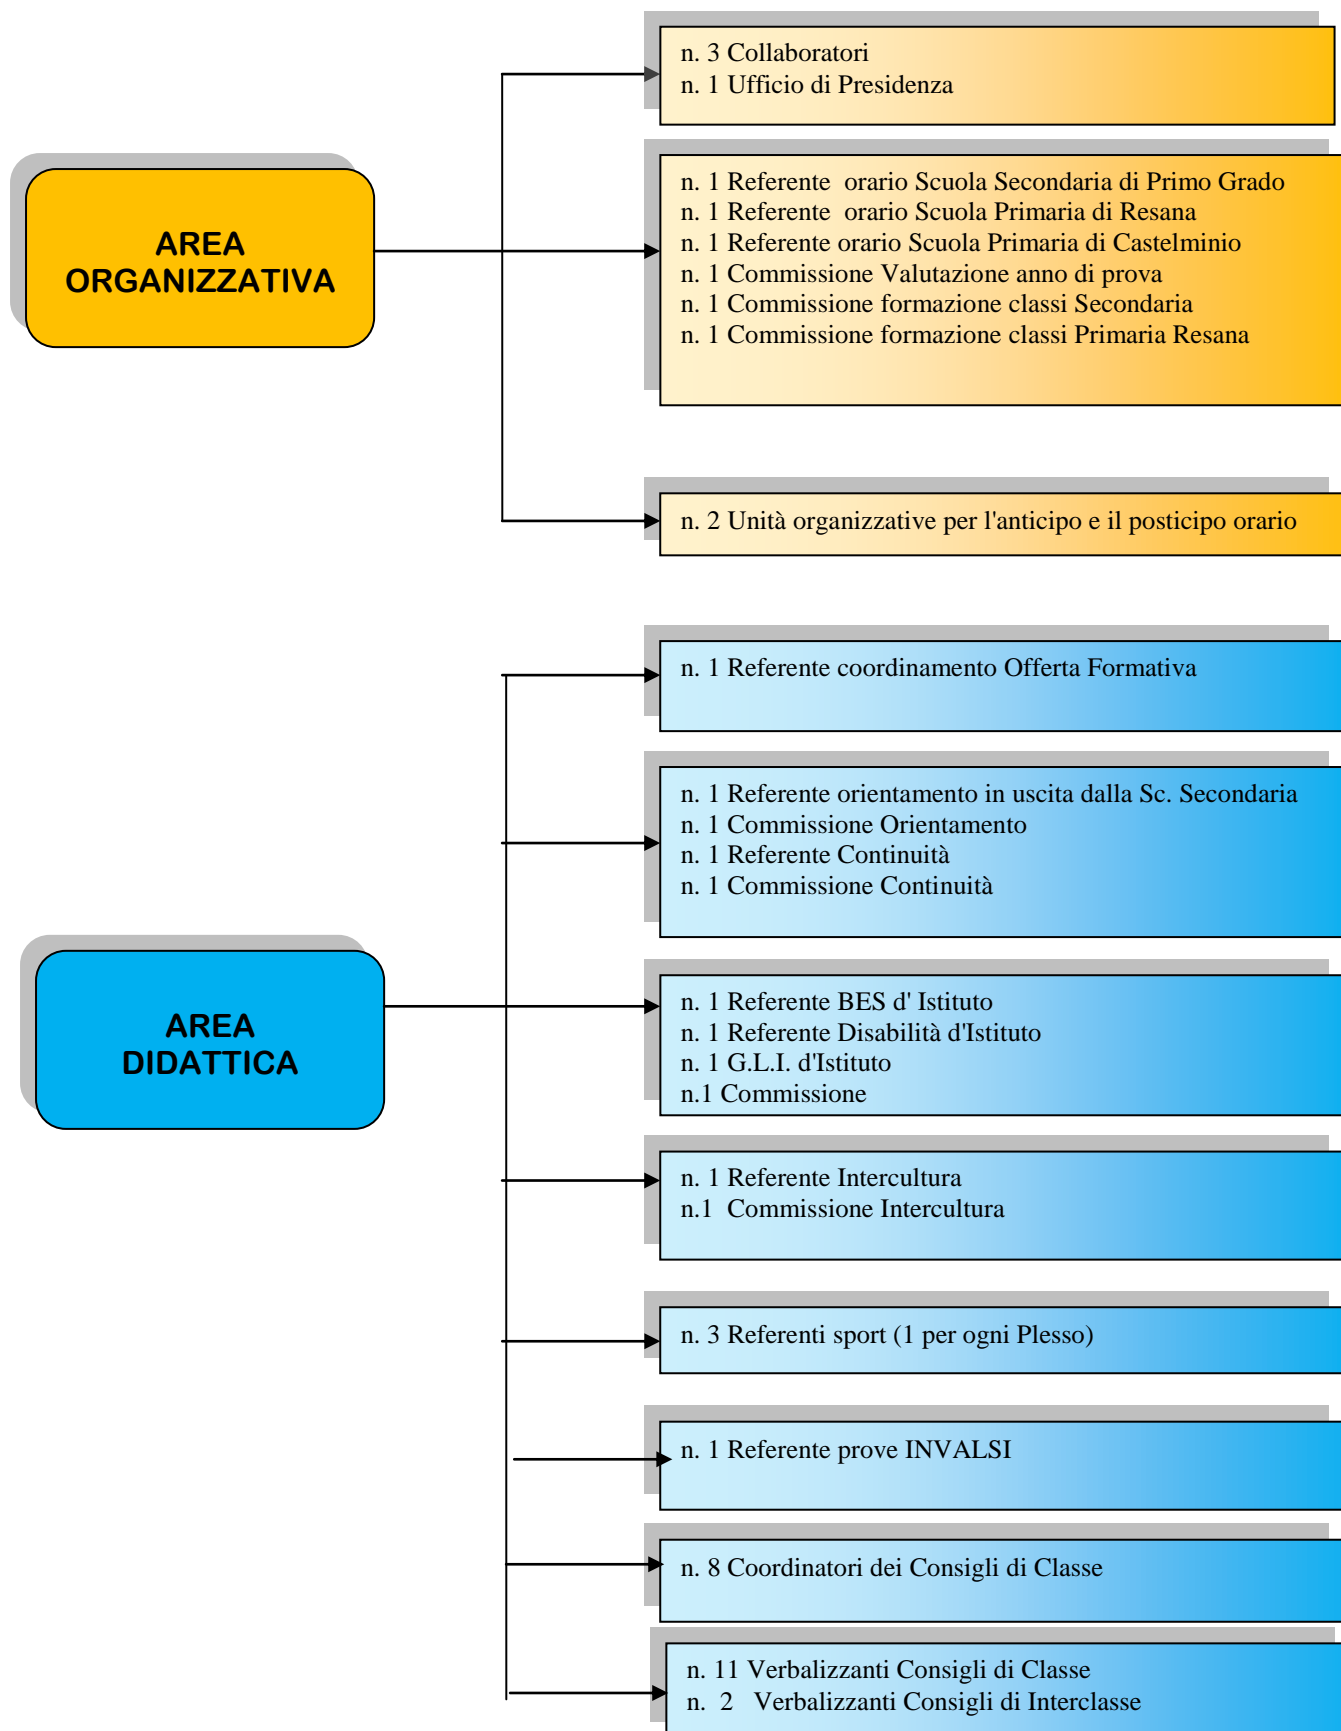 n. 3 Collaboratori
n. 1 Ufficio di Presidenza
AREA
ORGANIZZATIVA
n. 1 Referente  orario Scuola Secondaria di Primo Grado
n. 1 Referente  orario Scuola Primaria di Resana
n. 1 Referente orario Scuola Primaria di Castelminio
n. 1 Commissione Valutazione anno di prova
n. 1 Commissione formazione classi Secondaria
n. 1 Commissione formazione classi Primaria Resana
n. 2 Unità organizzative per l'anticipo e il posticipo orario
n. 1 Referente coordinamento Offerta Formativa
n. 1 Referente orientamento in uscita dalla Sc. Secondaria
n. 1 Commissione Orientamento
n. 1 Referente Continuità
n. 1 Commissione Continuità
AREA
DIDATTICA
n. 1 Referente BES d' Istituto
n. 1 Referente Disabilità d'Istituto
n. 1 G.L.I. d'Istituto
n.1 Commissione
n. 1 Referente Intercultura
n.1  Commissione Intercultura
n. 3 Referenti sport (1 per ogni Plesso)
n. 1 Referente prove INVALSI
n. 8 Coordinatori dei Consigli di Classe
n. 11 Verbalizzanti Consigli di Classe
n.  2   Verbalizzanti Consigli di Interclasse